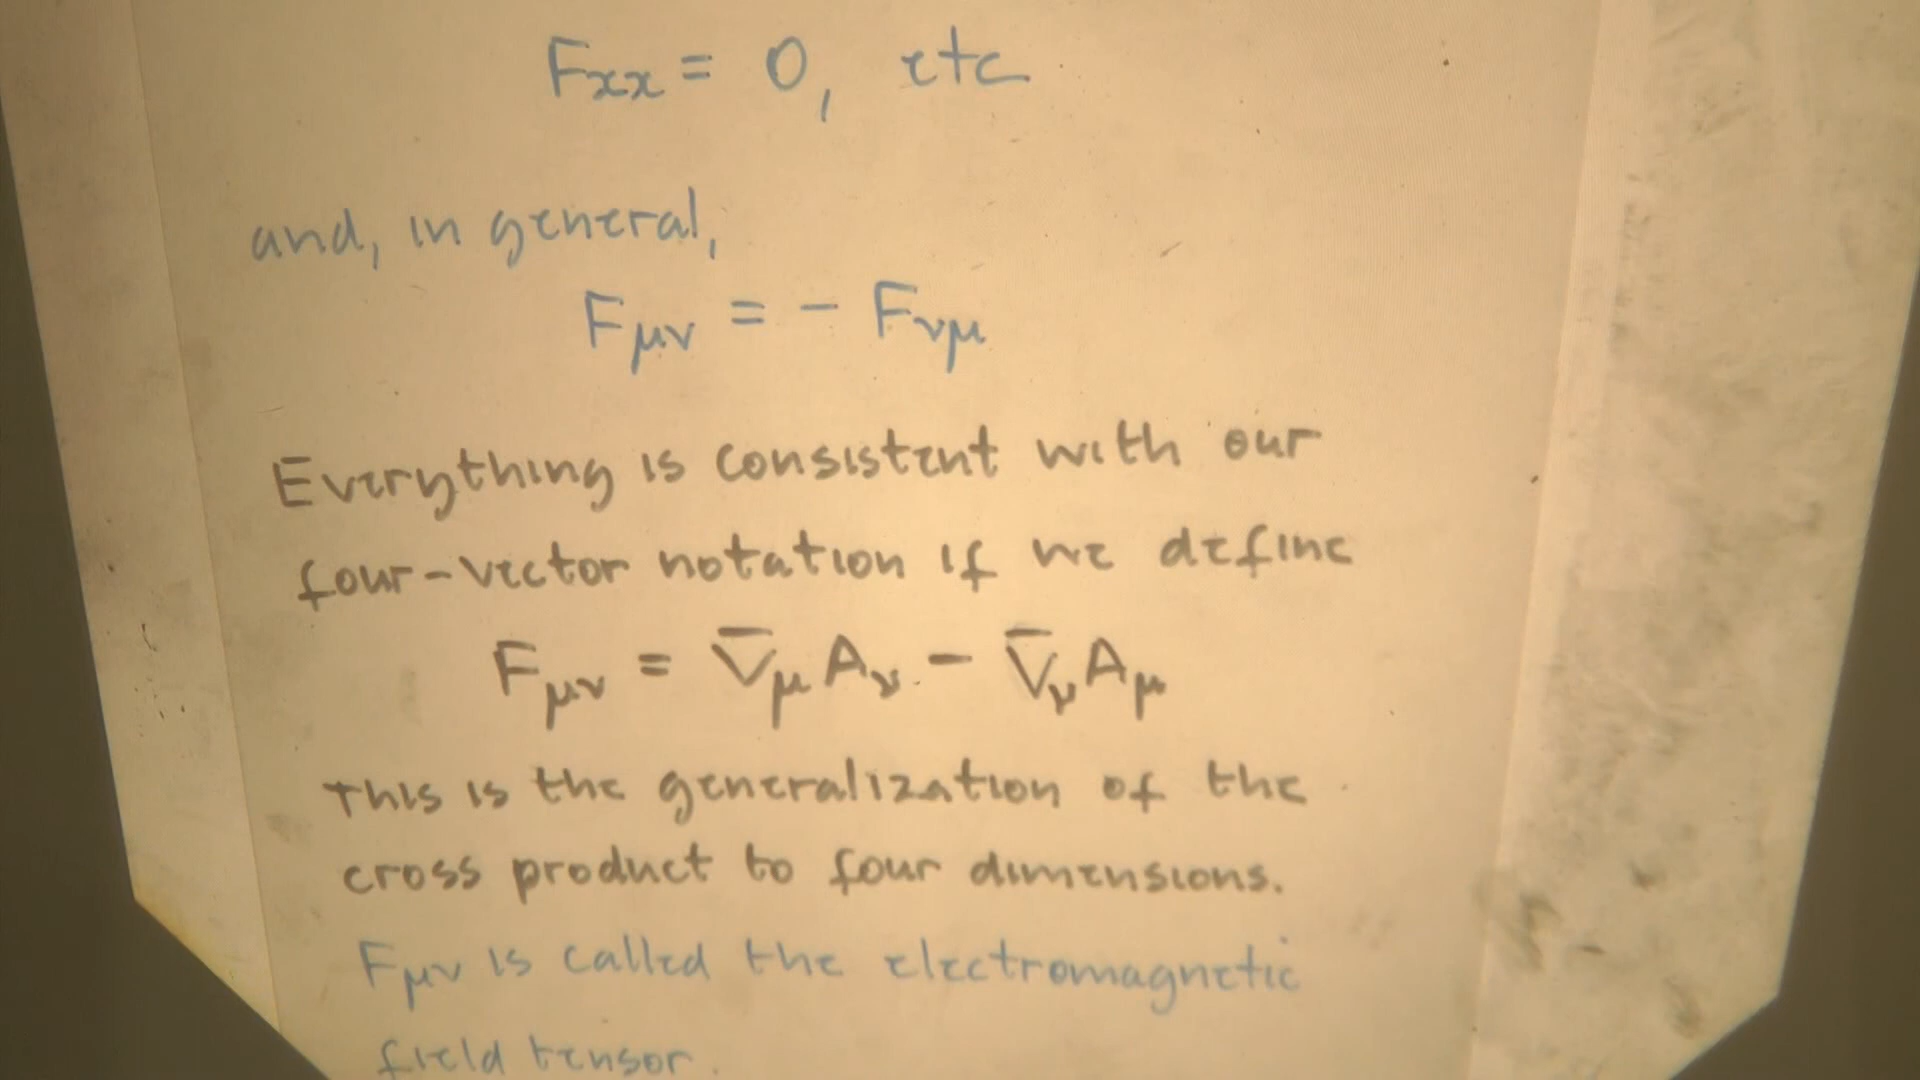 Fxx = 0, etc
and, in general,
Fμν = - Fνμ
Everything is consistent with our
four-vector notation if we define
Fμν = ∇̅μ Aν - ∇̅ν Aμ
This is the generalization of the
cross product to four dimensions.
Fμν is called the electromagnetic
field tensor.